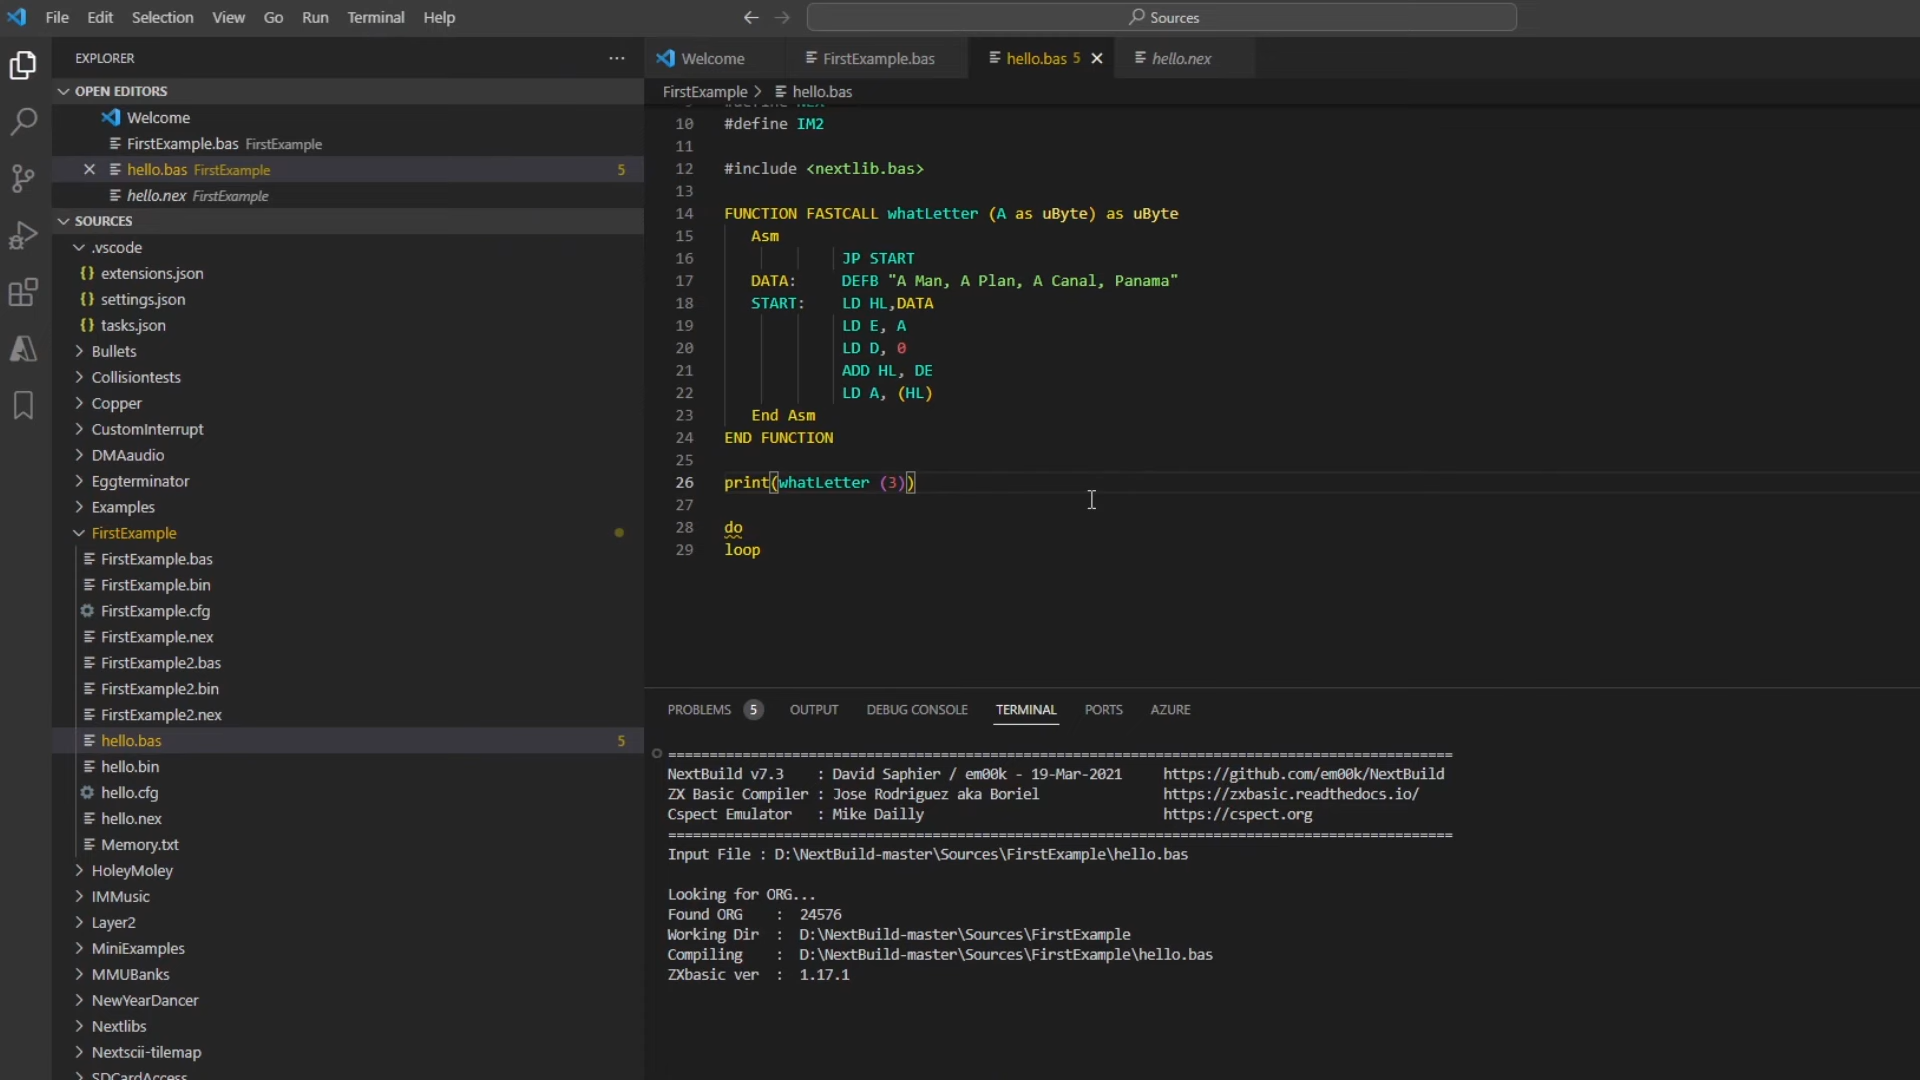 File Edit Selection View Go Run Terminal Help
Sources
EXPLORER
OPEN EDITORS
Welcome
FirstExample.bas FirstExample
hello.bas FirstExample 5
hello.nex FirstExample
SOURCES
.vscode
{} extensions.json
{} settings.json
{} tasks.json
Bullets
Collisiontests
Copper
CustomInterrupt
DMAaudio
Eggterminator
Examples
FirstExample
FirstExample.bas
FirstExample.bin
FirstExample.cfg
FirstExample.nex
FirstExample2.bas
FirstExample2.bin
FirstExample2.nex
hello.bas 5
hello.bin
hello.cfg
hello.nex
Memory.txt
HoleyMoley
IMMusic
Layer2
MiniExamples
MMUBanks
NewYearDancer
Nextlibs
Nextscii-tilemap
SDCardAccess
Welcome FirstExample.bas hello.bas 5 hello.nex
FirstExample > hello.bas
9 #define NEX
10 #define IM2
11
12 #include <nextlib.bas>
13
14 FUNCTION FASTCALL whatLetter (A as uByte) as uByte
15 Asm
16 JP START
17 DATA: DEFB "A Man, A Plan, A Canal, Panama"
18 START: LD HL,DATA
19 LD E, A
20 LD D, 0
21 ADD HL, DE
22 LD A, (HL)
23 End Asm
24 END FUNCTION
25
26 print(whatLetter (3))
27
28 do
29 loop
PROBLEMS 5 OUTPUT DEBUG CONSOLE TERMINAL PORTS AZURE
===============================================================================================
NextBuild v7.3 : David Saphier / em00k - 19-Mar-2021 https://github.com/em00k/NextBuild
ZX Basic Compiler : Jose Rodriguez aka Boriel https://zxbasic.readthedocs.io/
Cspect Emulator : Mike Dailly https://cspect.org
===============================================================================================
Input File : D:\NextBuild-master\Sources\FirstExample\hello.bas
Looking for ORG...
Found ORG : 24576
Working Dir : D:\NextBuild-master\Sources\FirstExample
Compiling : D:\NextBuild-master\Sources\FirstExample\hello.bas
ZXbasic ver : 1.17.1